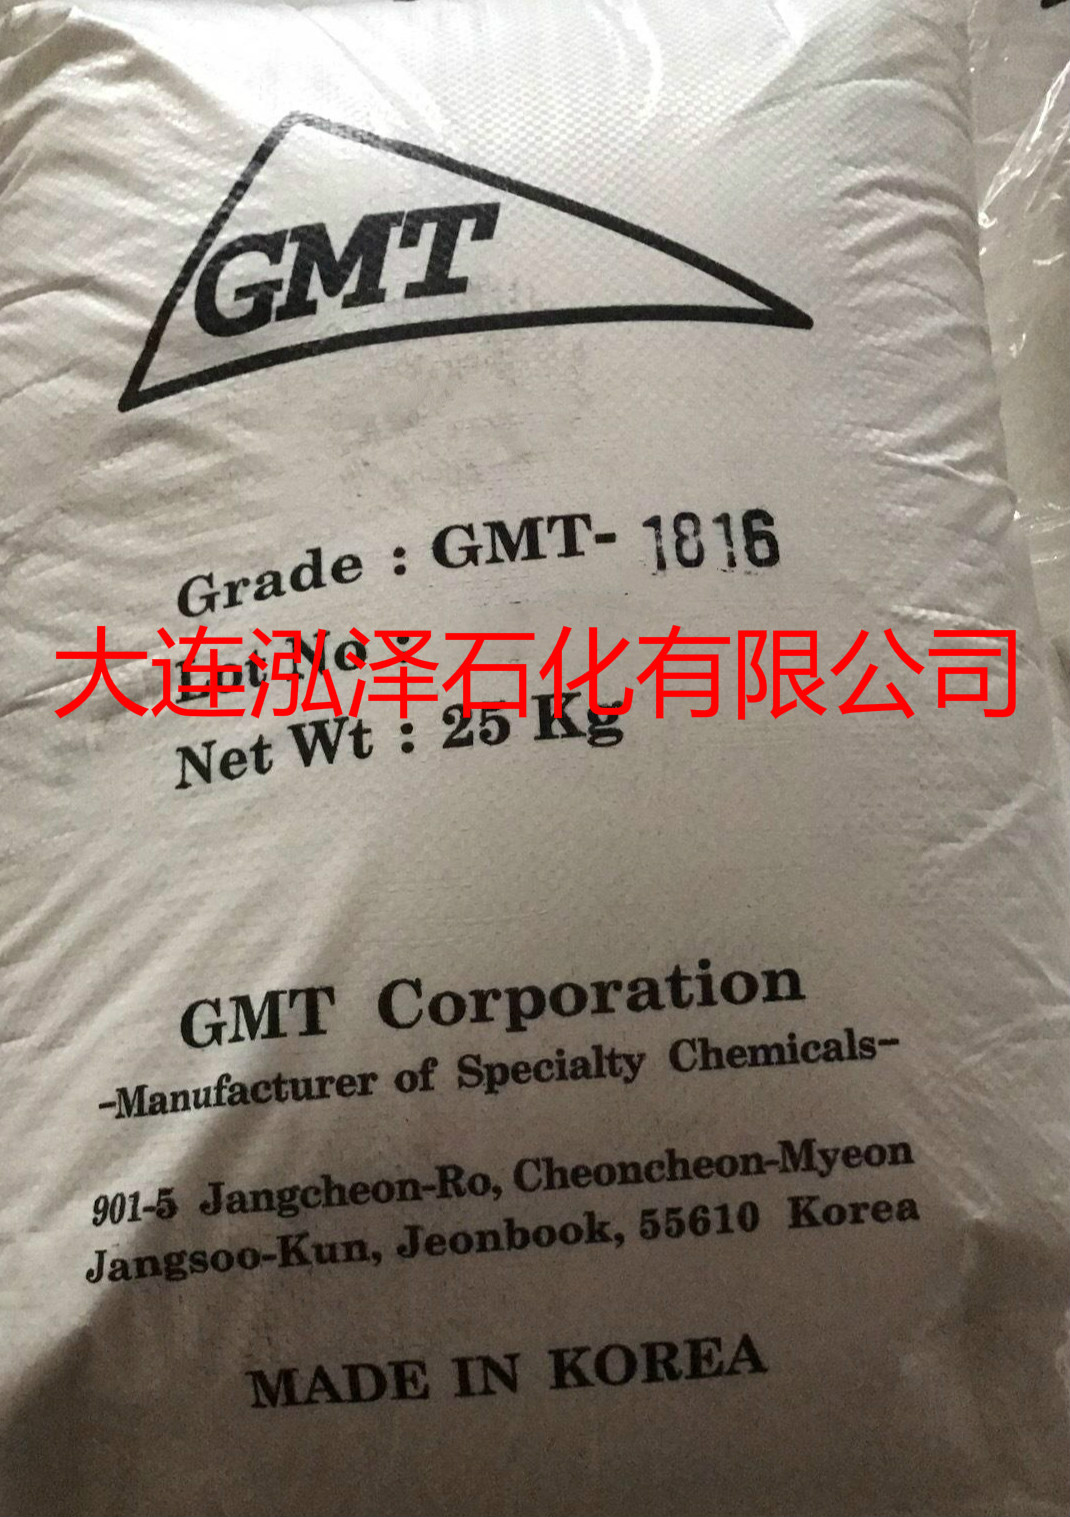 GMT
Grade : GMT- 1816
大连泓泽石化有限公司
Lot No :
Net Wt : 25 Kg
GMT Corporation
-Manufacturer of Specialty Chemicals-
901-5 Jangcheon-Ro, Cheoncheon-Myeon
Jangsoo-Kun, Jeonbook, 55610 Korea
MADE IN KOREA